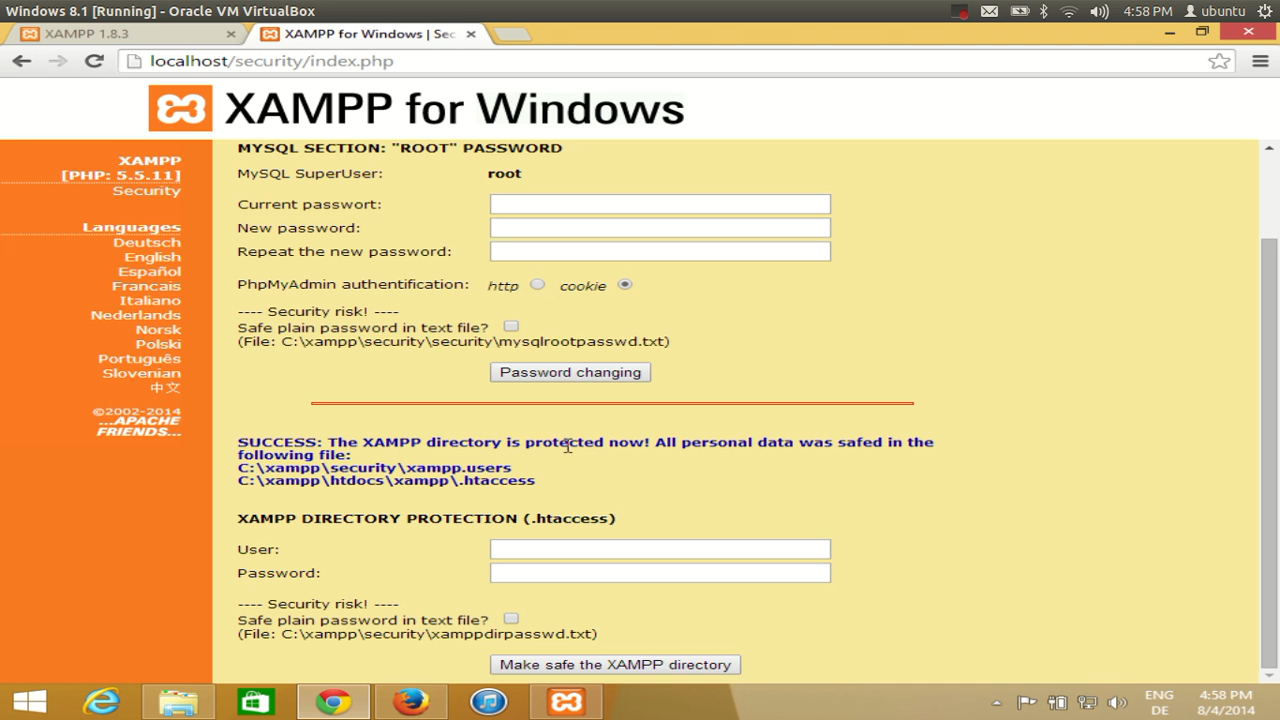 Windows 8.1 [Running] - Oracle VM VirtualBox
4:58 PM ubuntu
XAMPP 1.8.3
XAMPP for Windows | Sec
localhost/security/index.php
XAMPP for Windows
XAMPP
[PHP: 5.5.11]
Security
Languages
Deutsch
English
Español
Francais
Italiano
Nederlands
Norsk
Polski
Português
Slovenian
中文
©2002-2014
...APACHE
FRIENDS...
MYSQL SECTION: "ROOT" PASSWORD
MySQL SuperUser: root
Current passwort:
New password:
Repeat the new password:
PhpMyAdmin authentification: http cookie
---- Security risk! ----
Safe plain password in text file?
(File: C:\xampp\security\security\mysqlrootpasswd.txt)
Password changing
SUCCESS: The XAMPP directory is protected now! All personal data was safed in the
following file:
C:\xampp\security\xampp.users
C:\xampp\htdocs\xampp\.htaccess
XAMPP DIRECTORY PROTECTION (.htaccess)
User:
Password:
---- Security risk! ----
Safe plain password in text file?
(File: C:\xampp\security\xamppdirpasswd.txt)
Make safe the XAMPP directory
ENG 4:58 PM
DE 8/4/2014